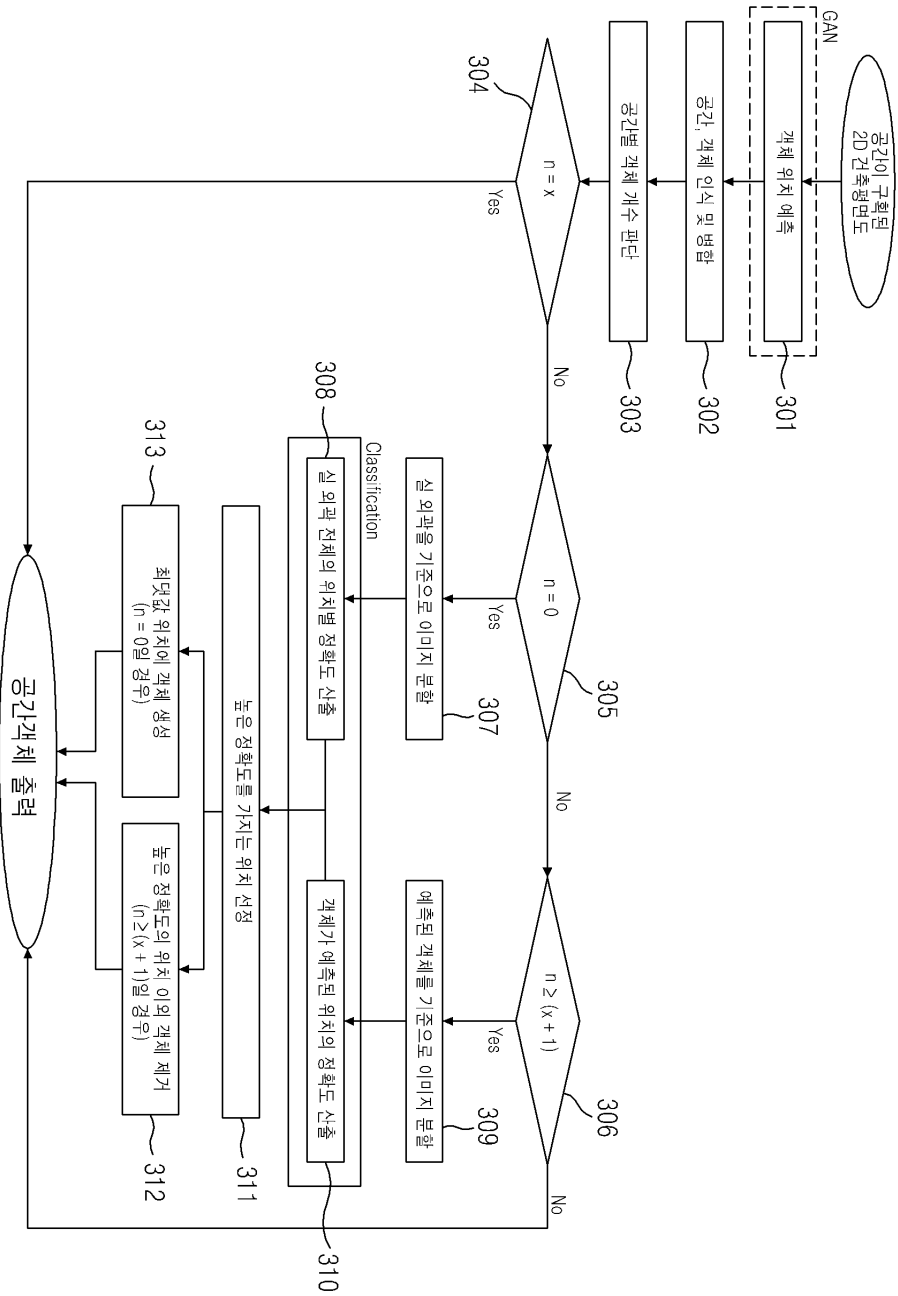 공간이 구획된
2D 건축평면도
GAN
객체 위치 예측
301
공간, 객체 인식 및 병합
302
공간별 객체 개수 판단
303
304
n = x
Yes
No
n = 0
305
Yes
No
n ≥ (x + 1)
306
Yes
No
실 외곽을 기준으로 이미지 분할
307
예측된 객체를 기준으로 이미지 분할
309
Classification
308
실 외곽 전체의 위치별 정확도 산출
객체가 예측된 위치의 정확도 산출
310
높은 정확도를 가지는 위치 선정
311
313
최댓값 위치에 객체 생성
(n = 0일 경우)
높은 정확도의 위치 이외 객체 제거
(n ≥ (x + 1)일 경우)
312
공간객체 출력